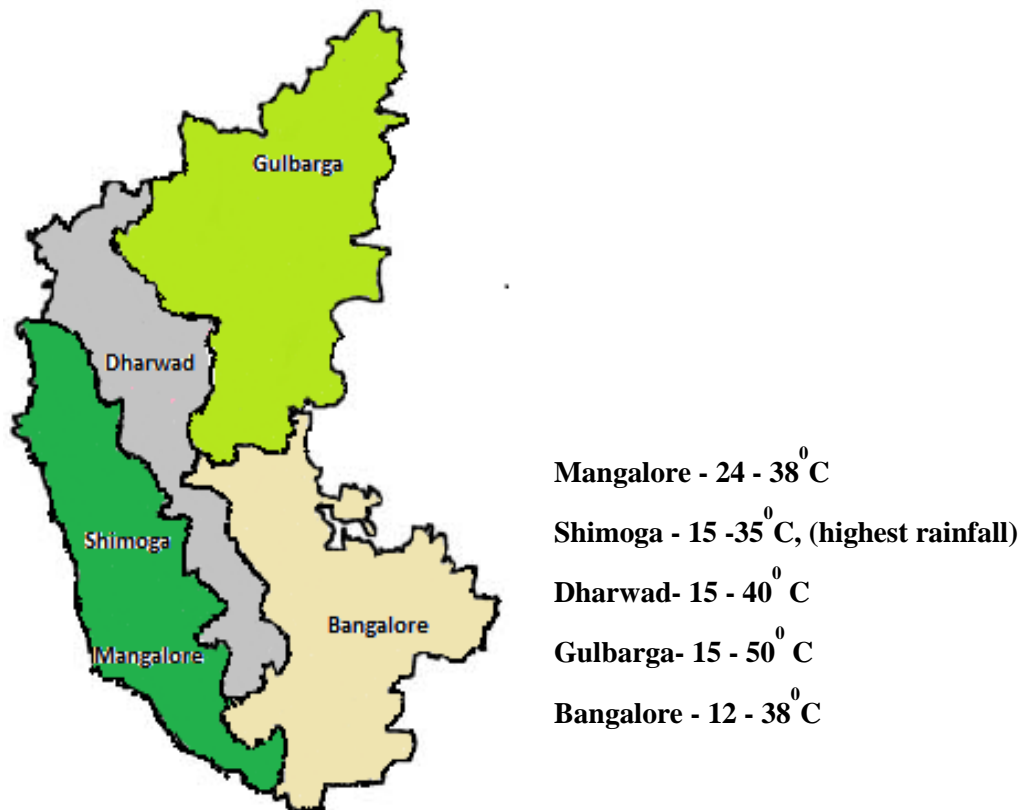 Gulbarga
Dharwad
Shimoga
Mangalore
Bangalore
Mangalore - 24 - 38⁰C
Shimoga - 15 -35⁰C, (highest rainfall)
Dharwad- 15 - 40⁰ C
Gulbarga- 15 - 50⁰ C
Bangalore - 12 - 38⁰C